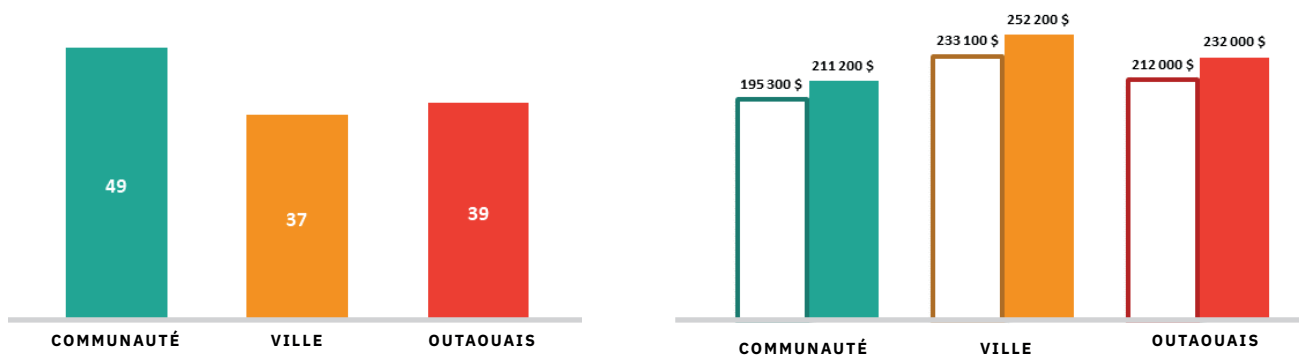 49
37
39
COMMUNAUTÉ
VILLE
OUTAOUAIS
195 300 $
211 200 $
233 100 $
252 200 $
212 000 $
232 000 $
COMMUNAUTÉ
VILLE
OUTAOUAIS